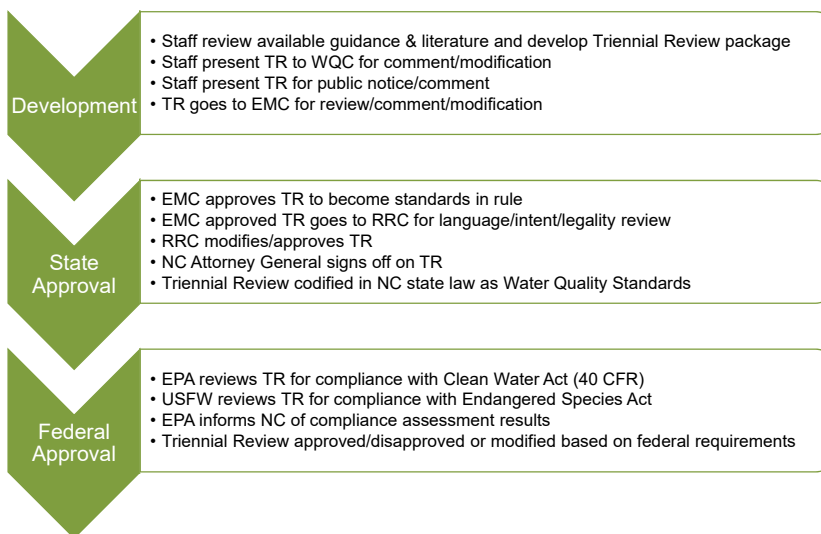 Development
• Staff review available guidance & literature and develop Triennial Review package
• Staff present TR to WQC for comment/modification
• Staff present TR for public notice/comment
• TR goes to EMC for review/comment/modification
State
Approval
• EMC approves TR to become standards in rule
• EMC approved TR goes to RRC for language/intent/legality review
• RRC modifies/approves TR
• NC Attorney General signs off on TR
• Triennial Review codified in NC state law as Water Quality Standards
Federal
Approval
• EPA reviews TR for compliance with Clean Water Act (40 CFR)
• USFW reviews TR for compliance with Endangered Species Act
• EPA informs NC of compliance assessment results
• Triennial Review approved/disapproved or modified based on federal requirements